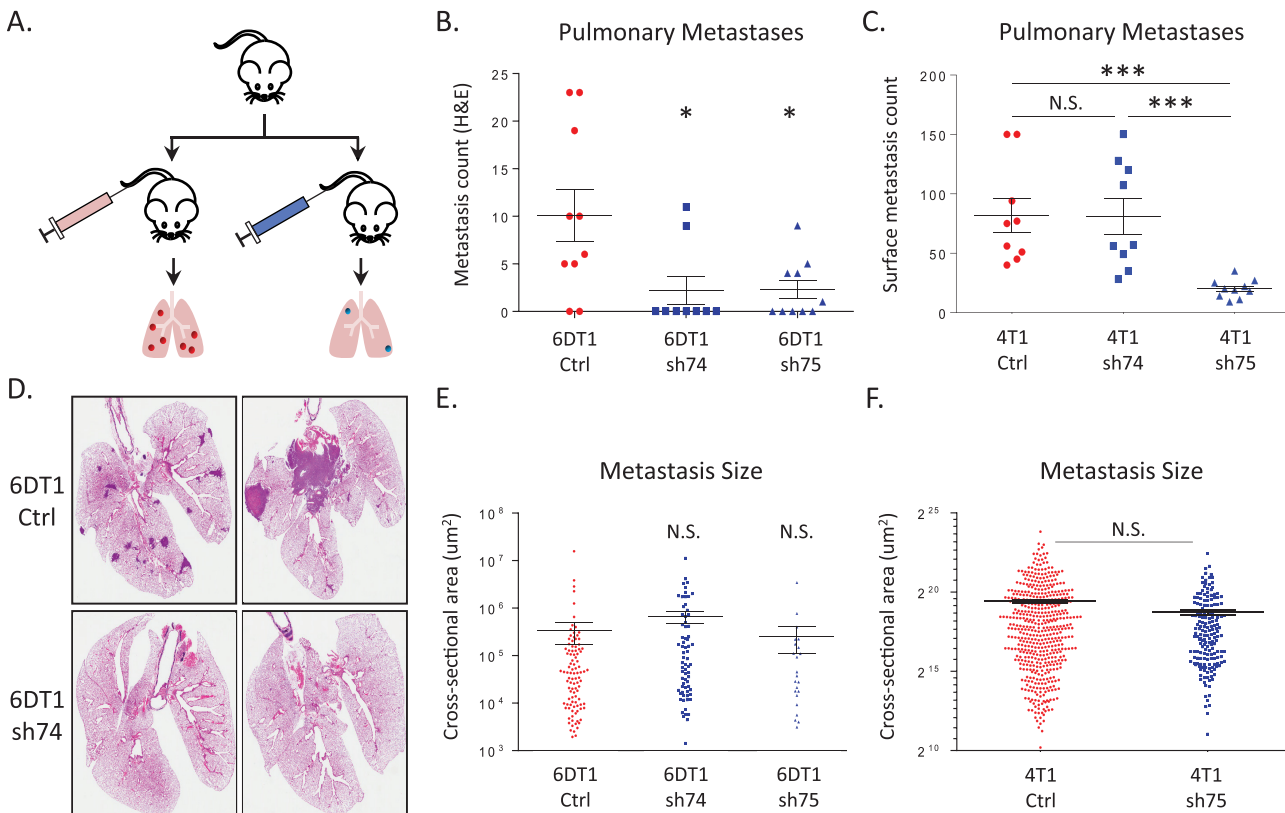 A.
B.
Pulmonary Metastases
Metastasis count (H&E)
25
20
15
10
5
0
*
*
6DT1 Ctrl
6DT1 sh74
6DT1 sh75
C.
Pulmonary Metastases
Surface metastasis count
200
150
100
50
0
***
N.S.
***
4T1 Ctrl
4T1 sh74
4T1 sh75
D.
6DT1
Ctrl
6DT1
sh74
E.
Metastasis Size
Cross-sectional area (um²)
10⁸
10⁷
10⁶
10⁵
10⁴
10³
N.S.
N.S.
6DT1 Ctrl
6DT1 sh74
6DT1 sh75
F.
Metastasis Size
Cross-sectional area (um²)
2²⁵
2²⁰
2¹⁵
2¹⁰
N.S.
4T1 Ctrl
4T1 sh75